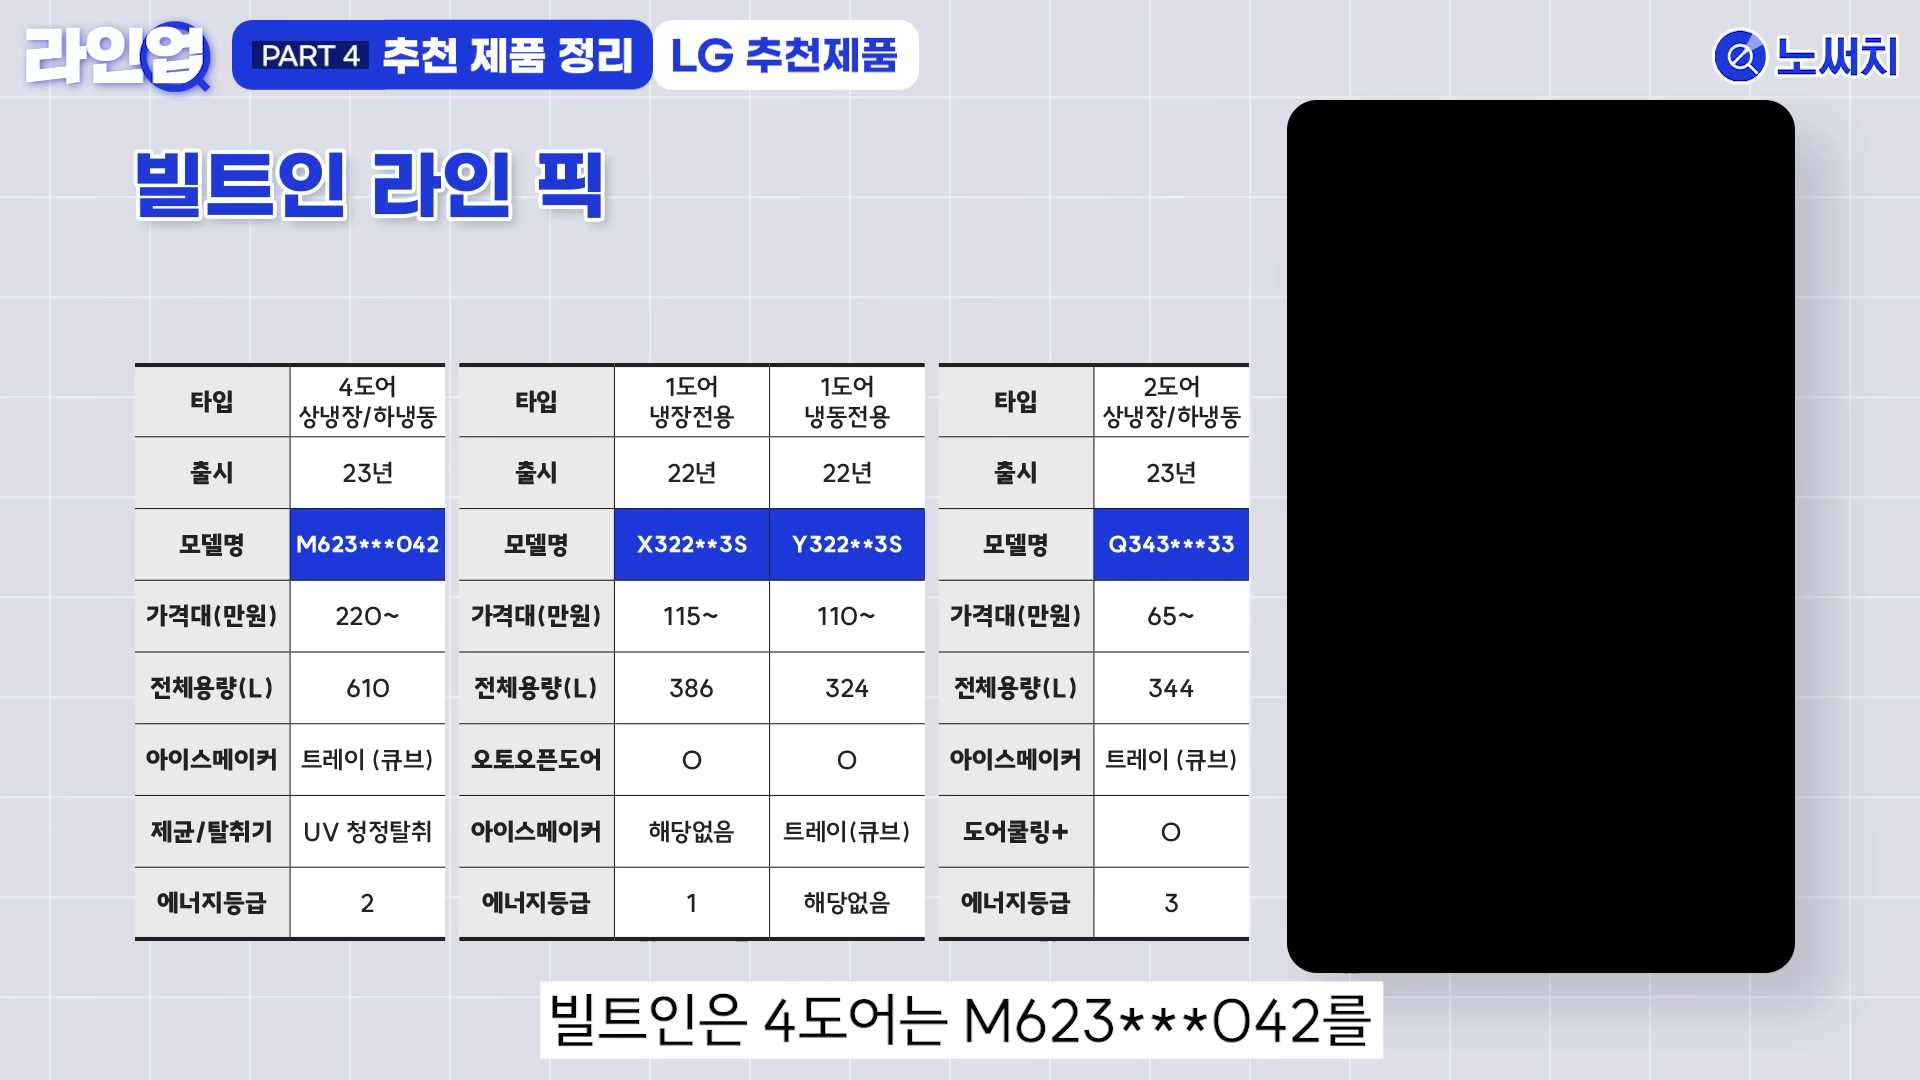 라인업
PART 4 추천 제품 정리
LG 추천제품
노써치
빌트인 라인 픽
타입 4도어 상냉장/하냉동
출시 23년
모델명 M623***042
가격대(만원) 220~
전체용량(L) 610
아이스메이커 트레이 (큐브)
제균/탈취기 UV 청정탈취
에너지등급 2
타입 1도어 냉장전용 1도어 냉동전용
출시 22년 22년
모델명 X322**3S Y322**3S
가격대(만원) 115~ 110~
전체용량(L) 386 324
오토오픈도어 O O
아이스메이커 해당없음 트레이(큐브)
에너지등급 1 해당없음
타입 2도어 상냉장/하냉동
출시 23년
모델명 Q343***33
가격대(만원) 65~
전체용량(L) 344
아이스메이커 트레이 (큐브)
도어쿨링+ O
에너지등급 3
빌트인은 4도어는 M623***042를